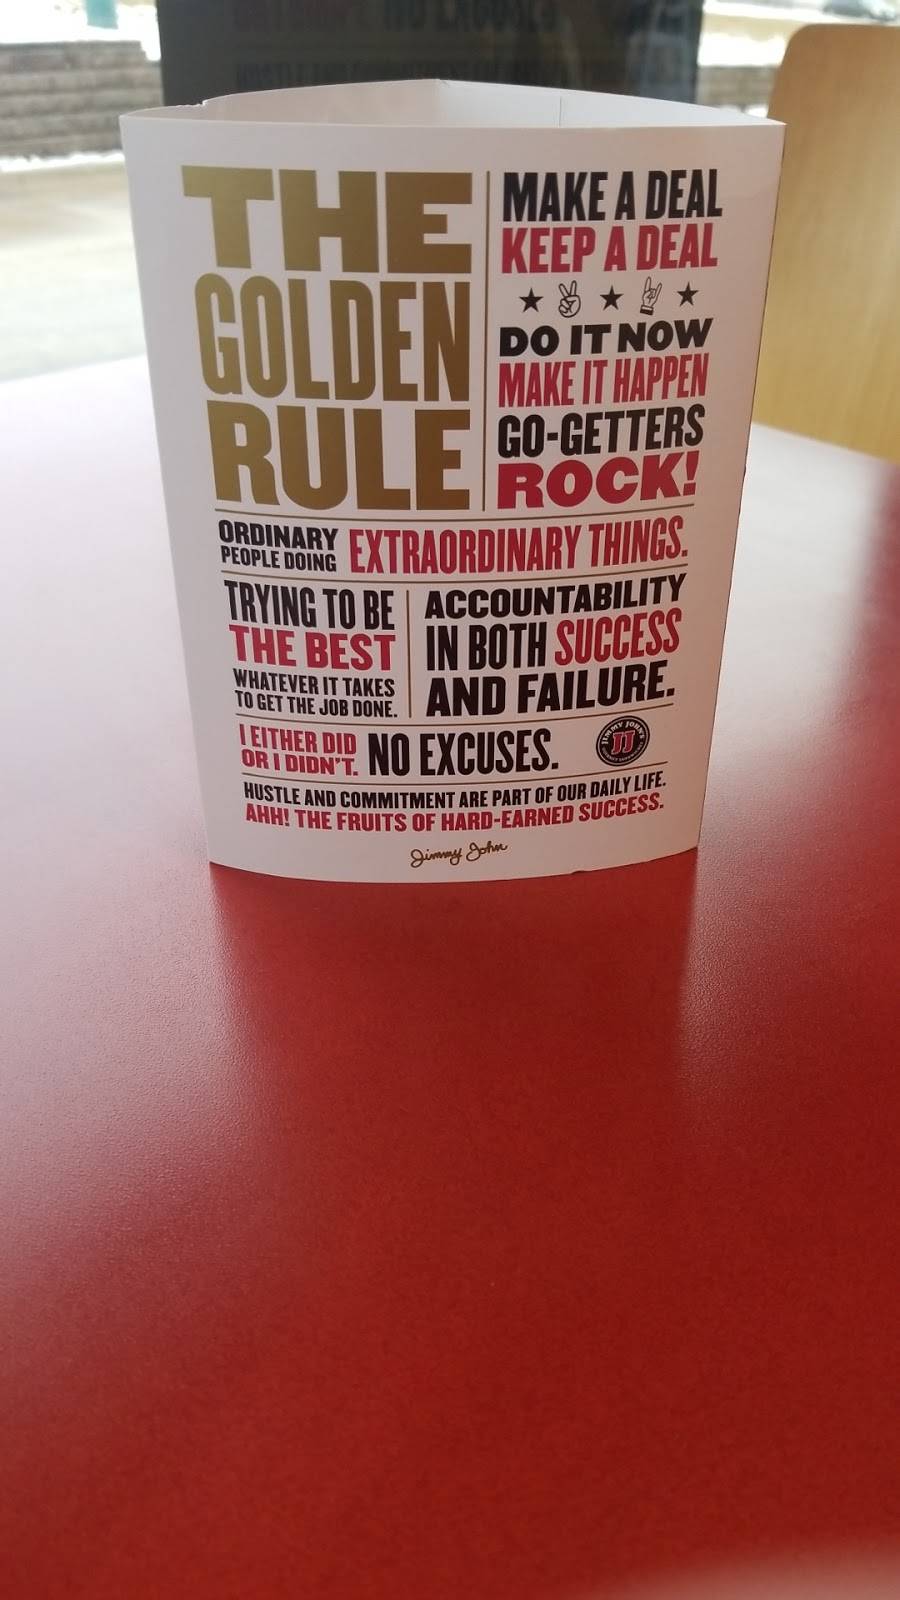 THE
GOLDEN
RULE
MAKE A DEAL
KEEP A DEAL
DO IT NOW
MAKE IT HAPPEN
GO-GETTERS
ROCK!
ORDINARY
PEOPLE DOING
EXTRAORDINARY THINGS.
TRYING TO BE
THE BEST
WHATEVER IT TAKES
TO GET THE JOB DONE.
ACCOUNTABILITY
IN BOTH SUCCESS
AND FAILURE.
I EITHER DID
OR I DIDN'T.
NO EXCUSES.
JIMMY JOHN'S
JJ
HUSTLE AND COMMITMENT ARE PART OF OUR DAILY LIFE.
AHH! THE FRUITS OF HARD-EARNED SUCCESS.
Jimmy John